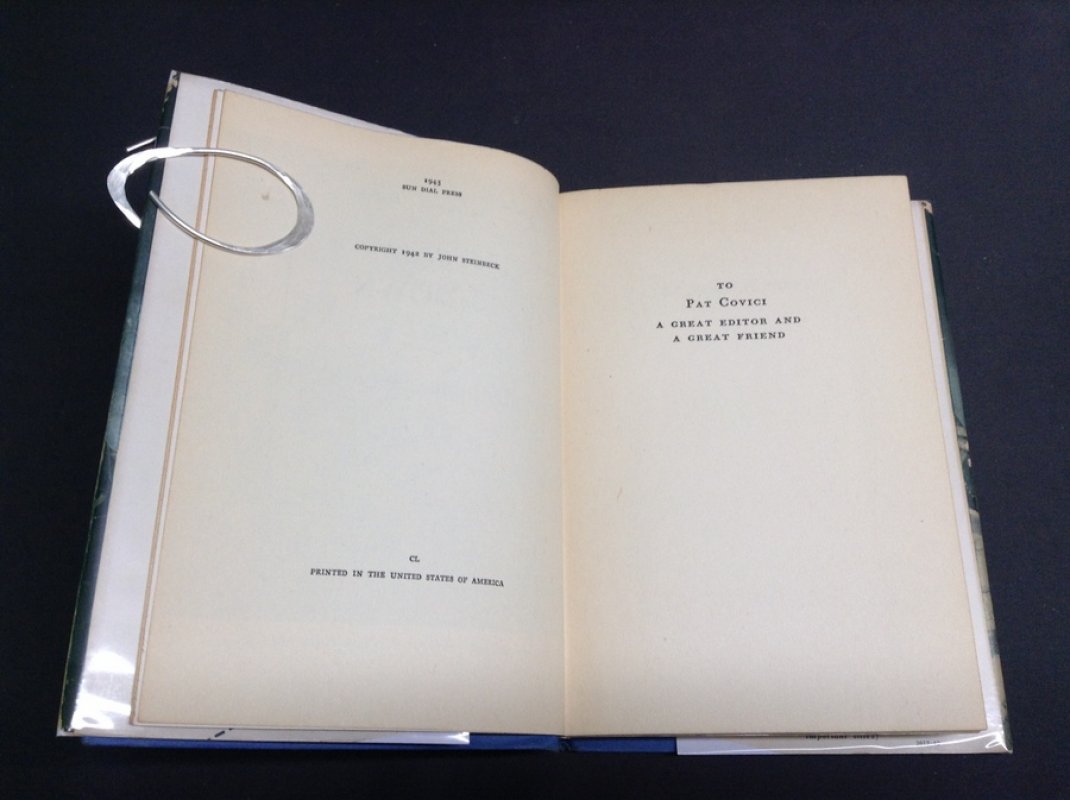 1943
SUN DIAL PRESS
COPYRIGHT 1942 BY JOHN STEINBECK
CL
PRINTED IN THE UNITED STATES OF AMERICA
TO
PAT COVICI
A GREAT EDITOR AND
A GREAT FRIEND